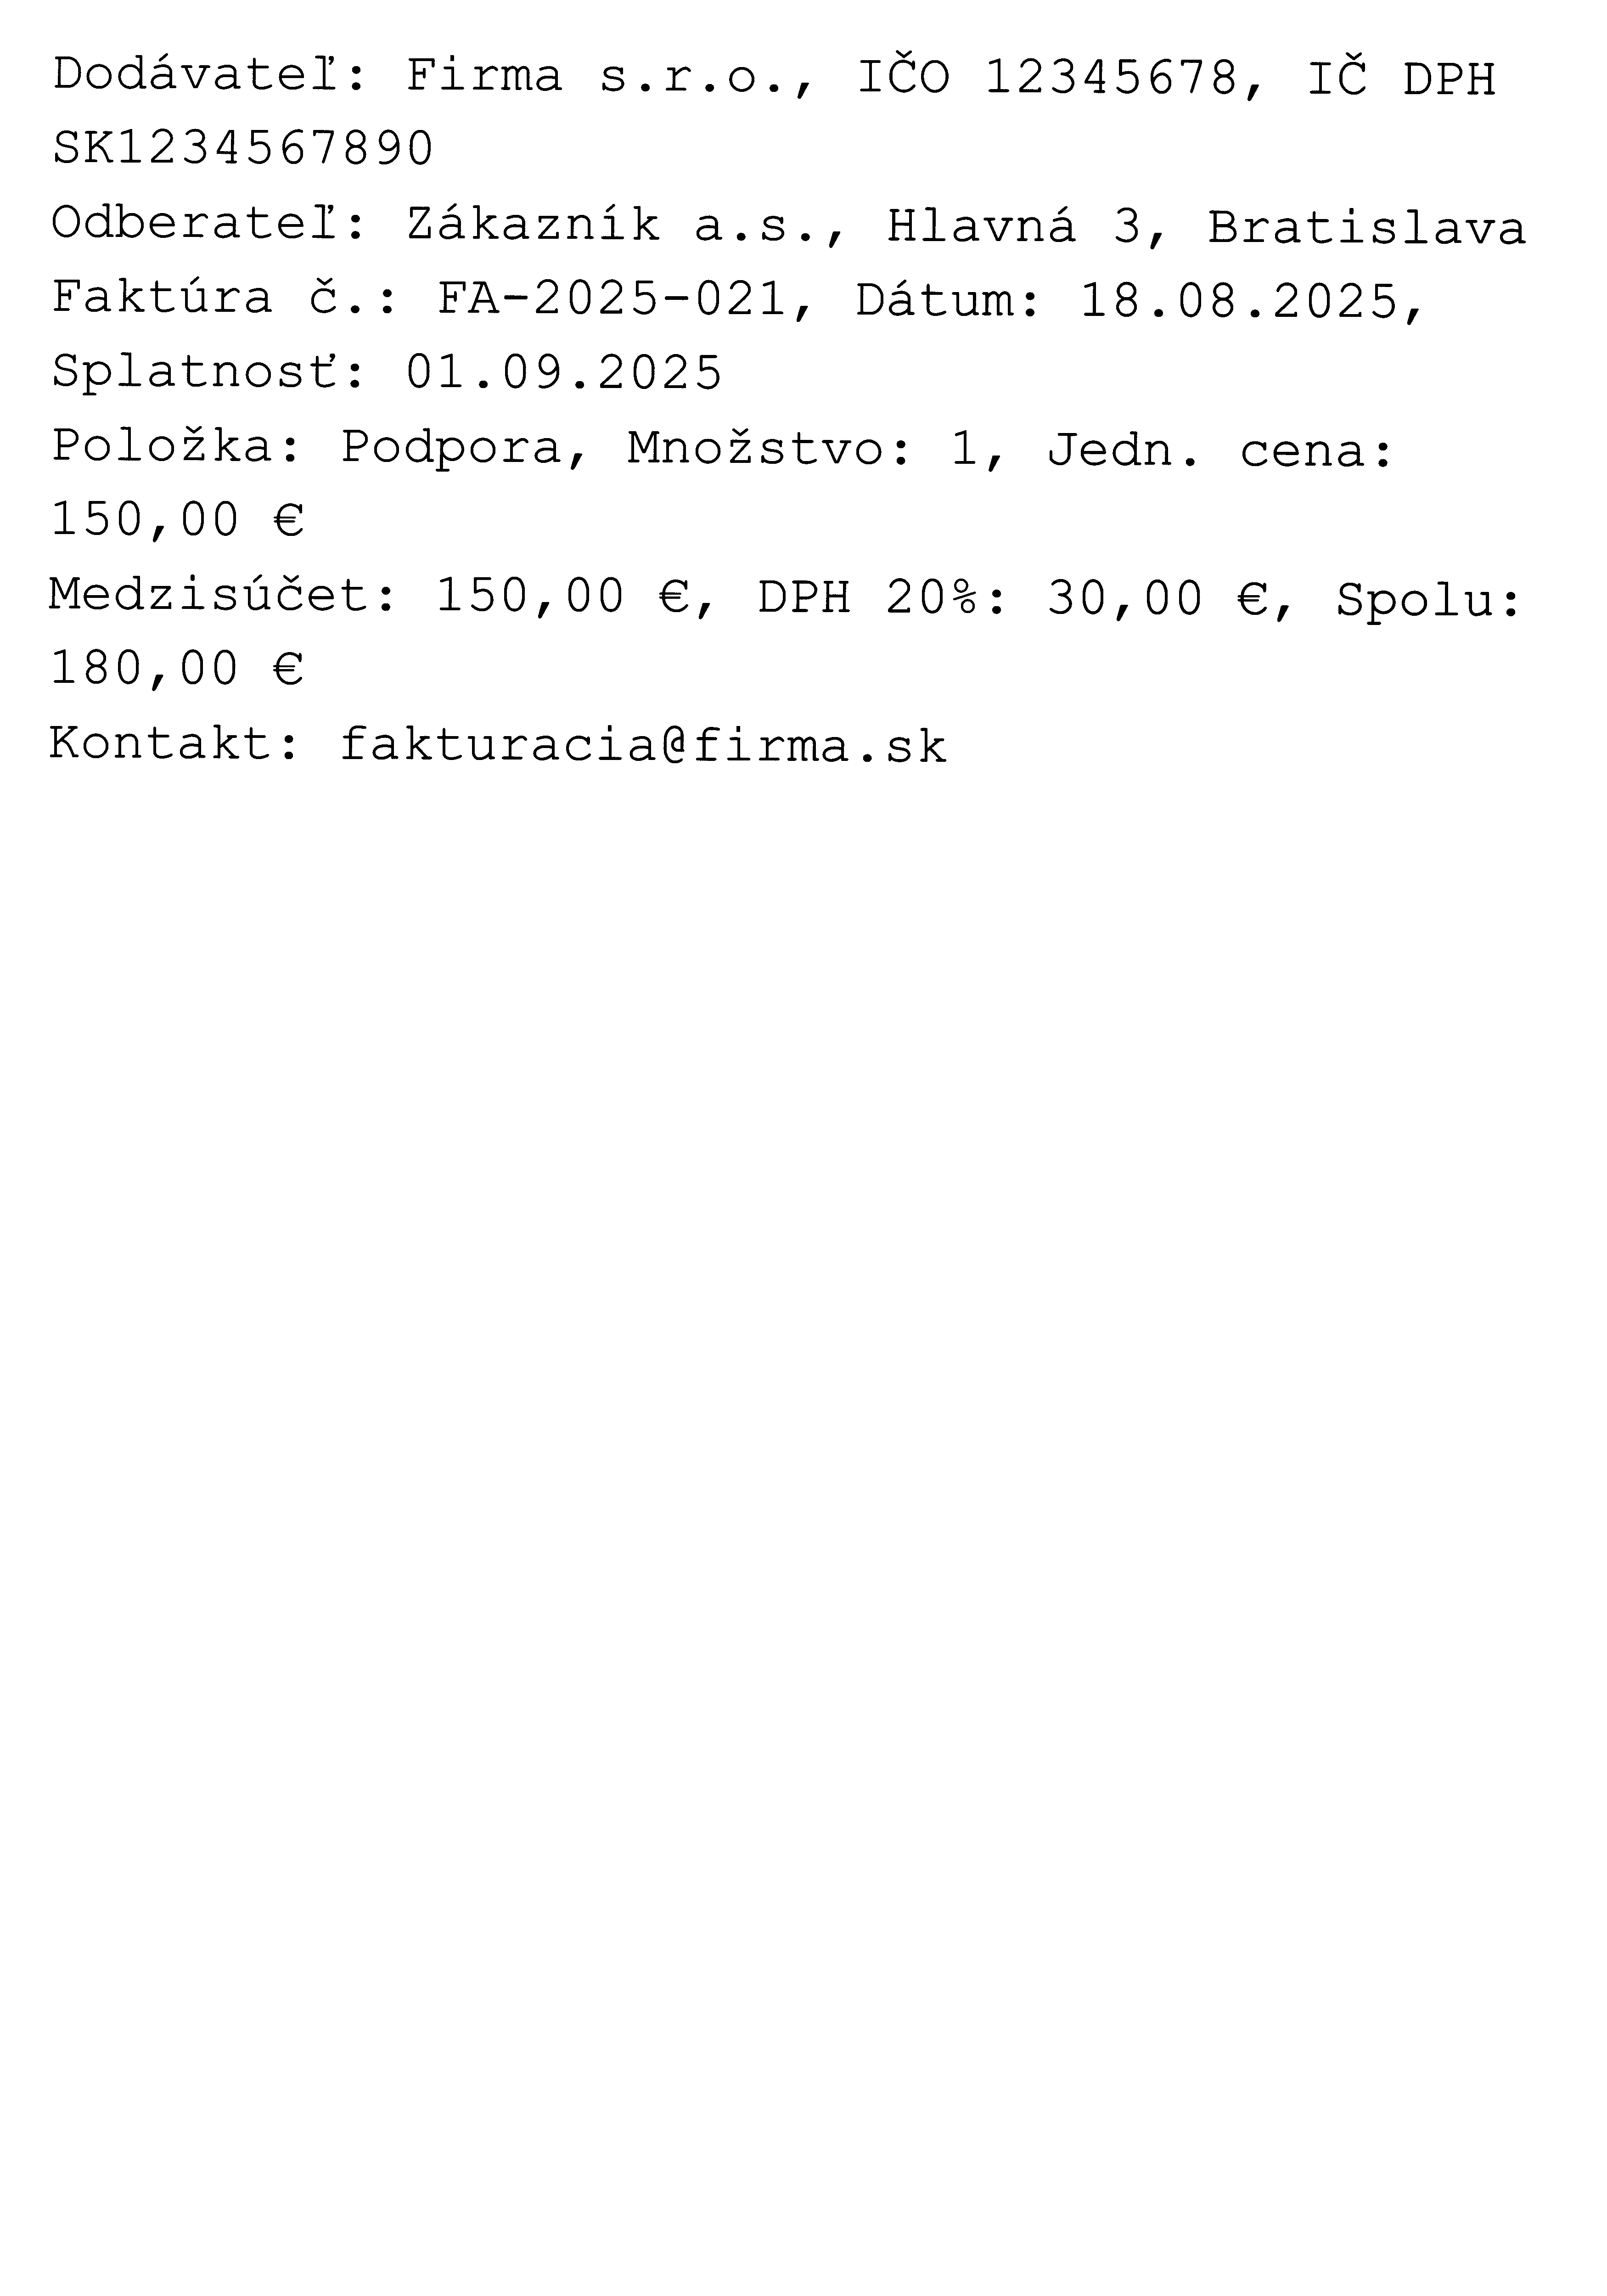 Dodávateľ: Firma s.r.o., IČO 12345678, IČ DPH
SK1234567890
Odberateľ: Zákazník a.s., Hlavná 3, Bratislava
Faktúra č.: FA-2025-021, Dátum: 18.08.2025,
Splatnosť: 01.09.2025
Položka: Podpora, Množstvo: 1, Jedn. cena:
150,00 €
Medzisúčet: 150,00 €, DPH 20%: 30,00 €, Spolu:
180,00 €
Kontakt: fakturacia@firma.sk